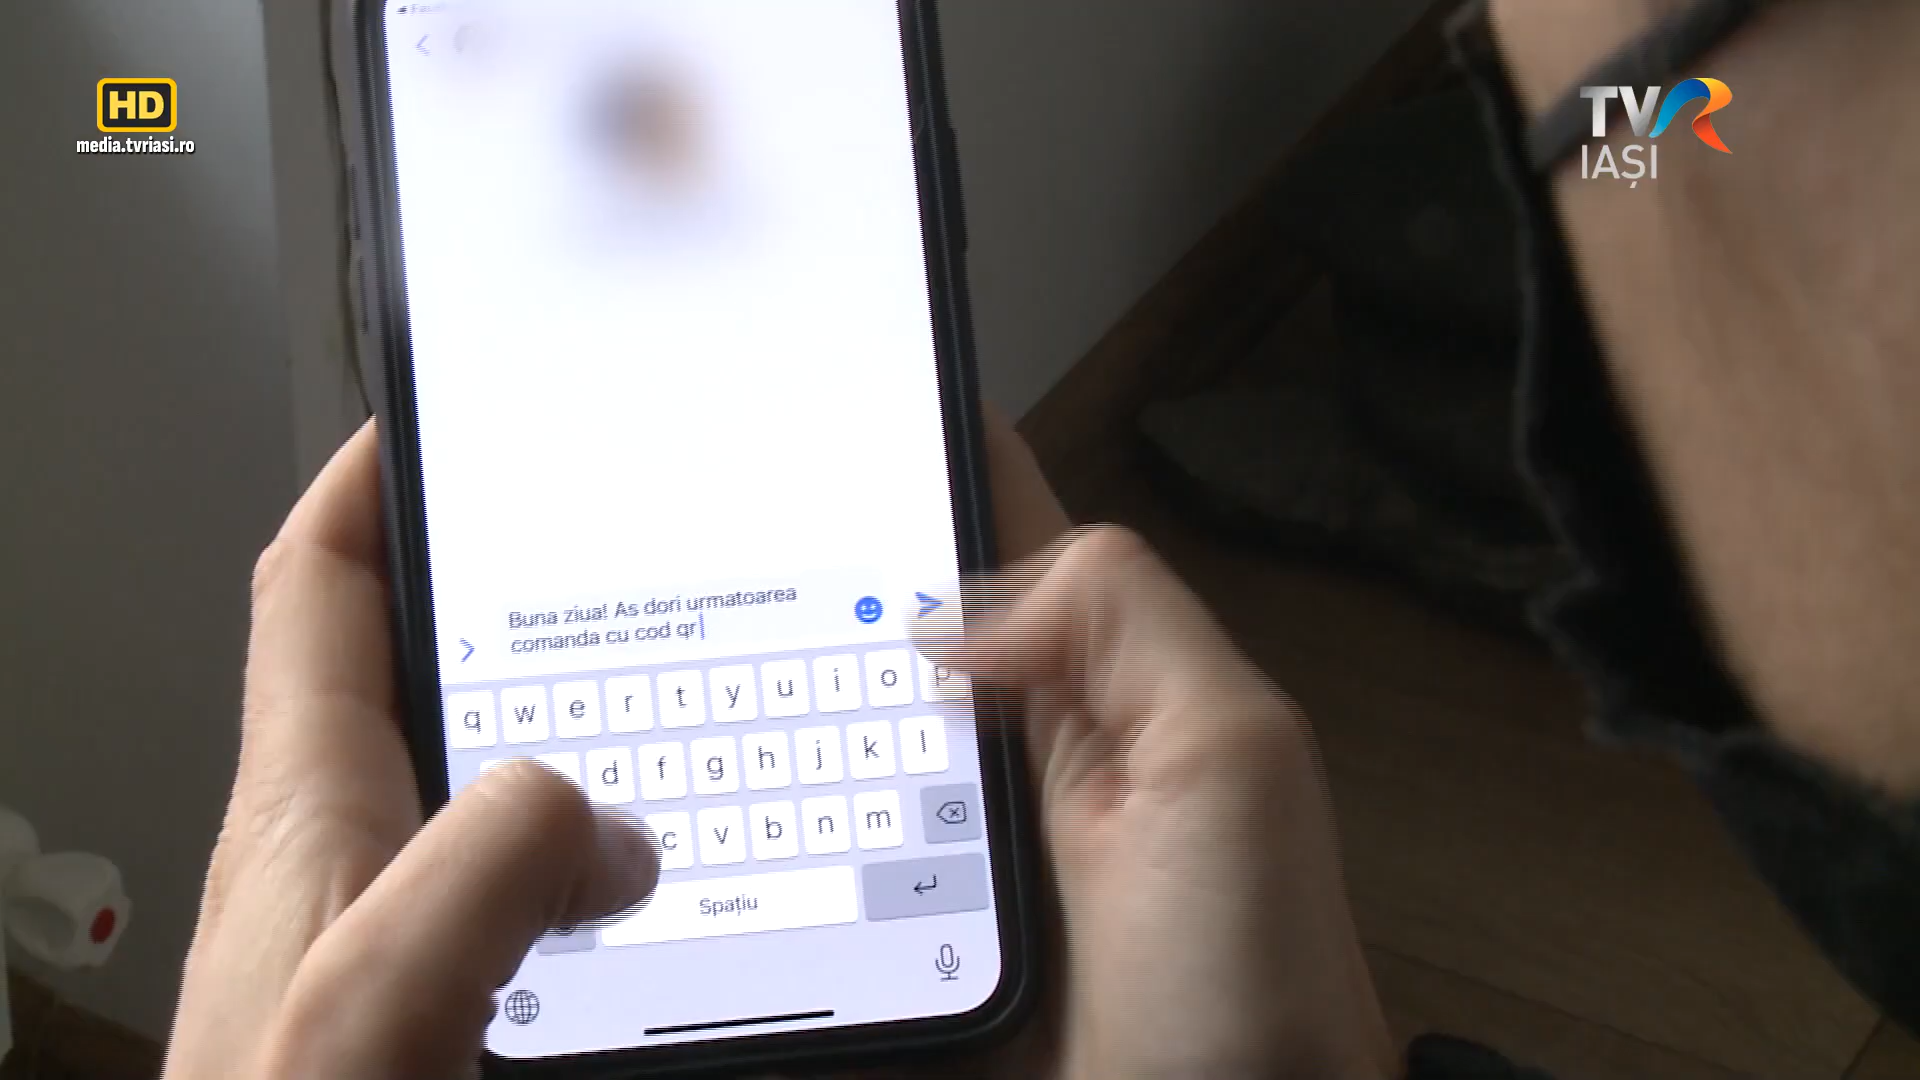 HD
media.tvriasi.ro
TVR
IAȘI
Buna ziua! As dori urmatoarea
comanda cu cod qr
q w e r t y u i o p
d f g h j k l
c v b n m
Spațiu